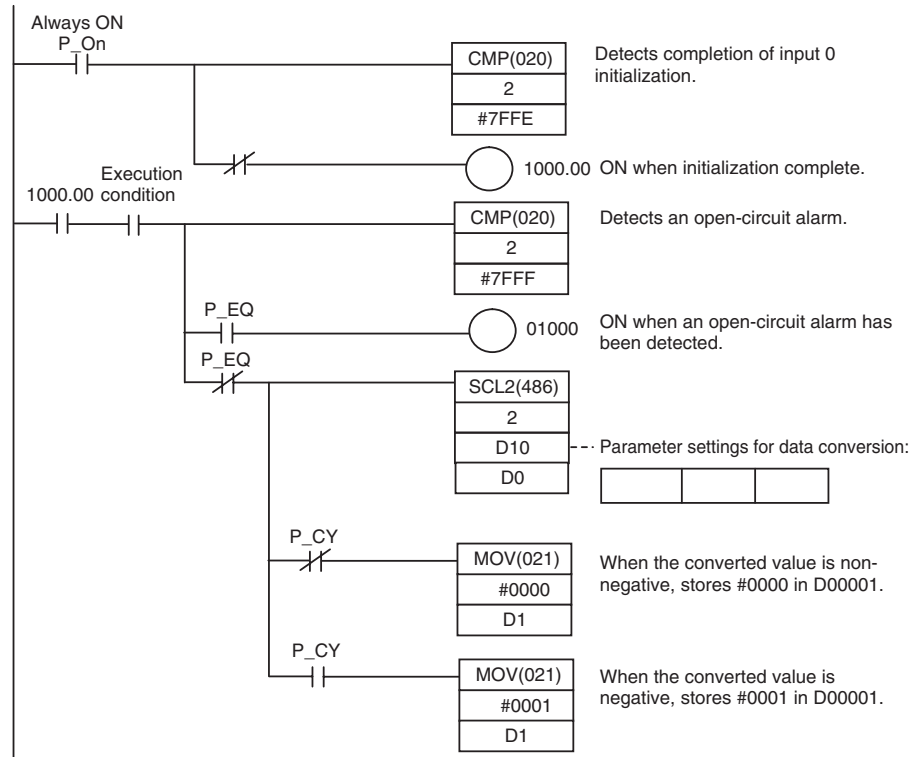 Always ON
P_On
CMP(020)
2
#7FFE
Detects completion of input 0
initialization.
1000.00
ON when initialization complete.
1000.00
Execution
condition
CMP(020)
2
#7FFF
Detects an open-circuit alarm.
P_EQ
01000
ON when an open-circuit alarm has
been detected.
P_EQ
SCL2(486)
2
D10
D0
Parameter settings for data conversion:
P_CY
MOV(021)
#0000
D1
When the converted value is non-
negative, stores #0000 in D00001.
P_CY
MOV(021)
#0001
D1
When the converted value is
negative, stores #0001 in D00001.